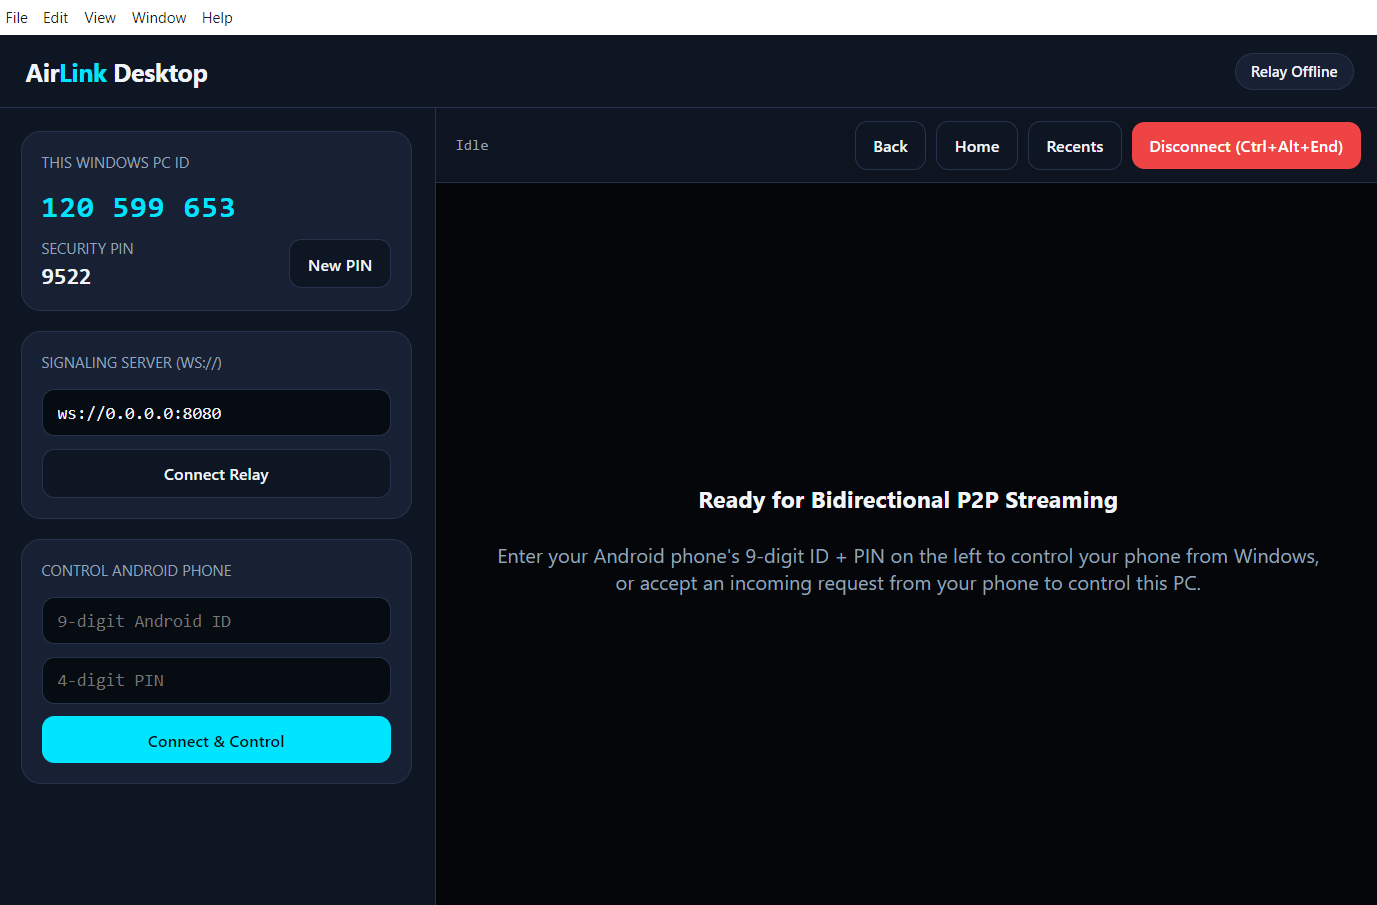 File Edit View Window Help
AirLink Desktop
Relay Offline
THIS WINDOWS PC ID
120 599 653
SECURITY PIN
9522
New PIN
SIGNALING SERVER (WS://)
ws://0.0.0.0:8080
Connect Relay
CONTROL ANDROID PHONE
9-digit Android ID
4-digit PIN
Connect & Control
Idle
Back
Home
Recents
Disconnect (Ctrl+Alt+End)
Ready for Bidirectional P2P Streaming
Enter your Android phone's 9-digit ID + PIN on the left to control your phone from Windows,
or accept an incoming request from your phone to control this PC.